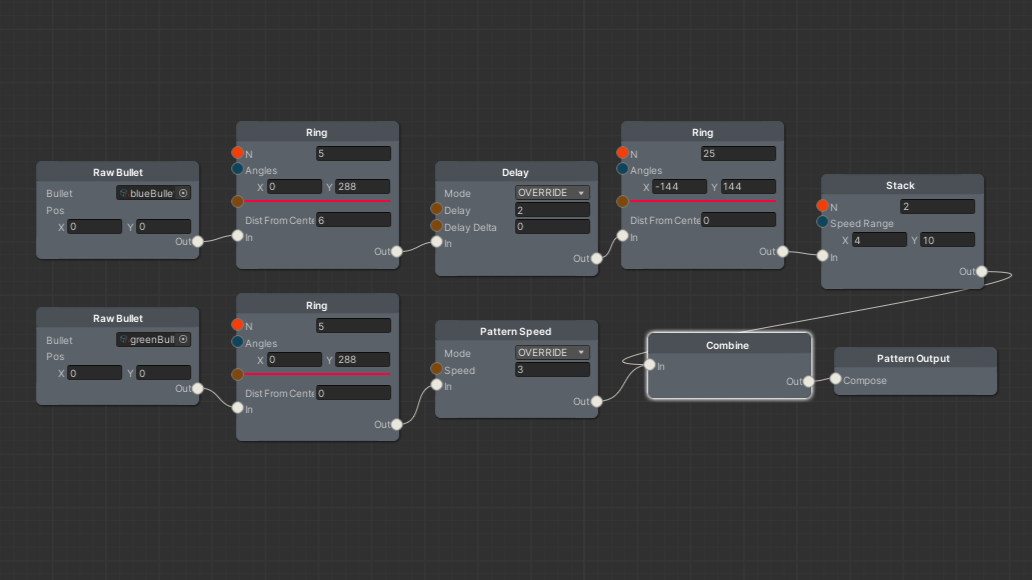 Raw Bullet
Bullet blueBulle
Pos
X 0 Y 0
Out
Ring
N 5
Angles
X 0 Y 288
Dist From Cente 6
In
Out
Delay
Mode OVERRIDE
Delay 2
Delay Delta 0
In
Out
Ring
N 25
Angles
X -144 Y 144
Dist From Cente 0
In
Out
Stack
N 2
Speed Range
X 4 Y 10
In
Out
Raw Bullet
Bullet greenBull
Pos
X 0 Y 0
Out
Ring
N 5
Angles
X 0 Y 288
Dist From Cente 0
In
Out
Pattern Speed
Mode OVERRIDE
Speed 3
In
Out
Combine
In
Out
Pattern Output
Compose